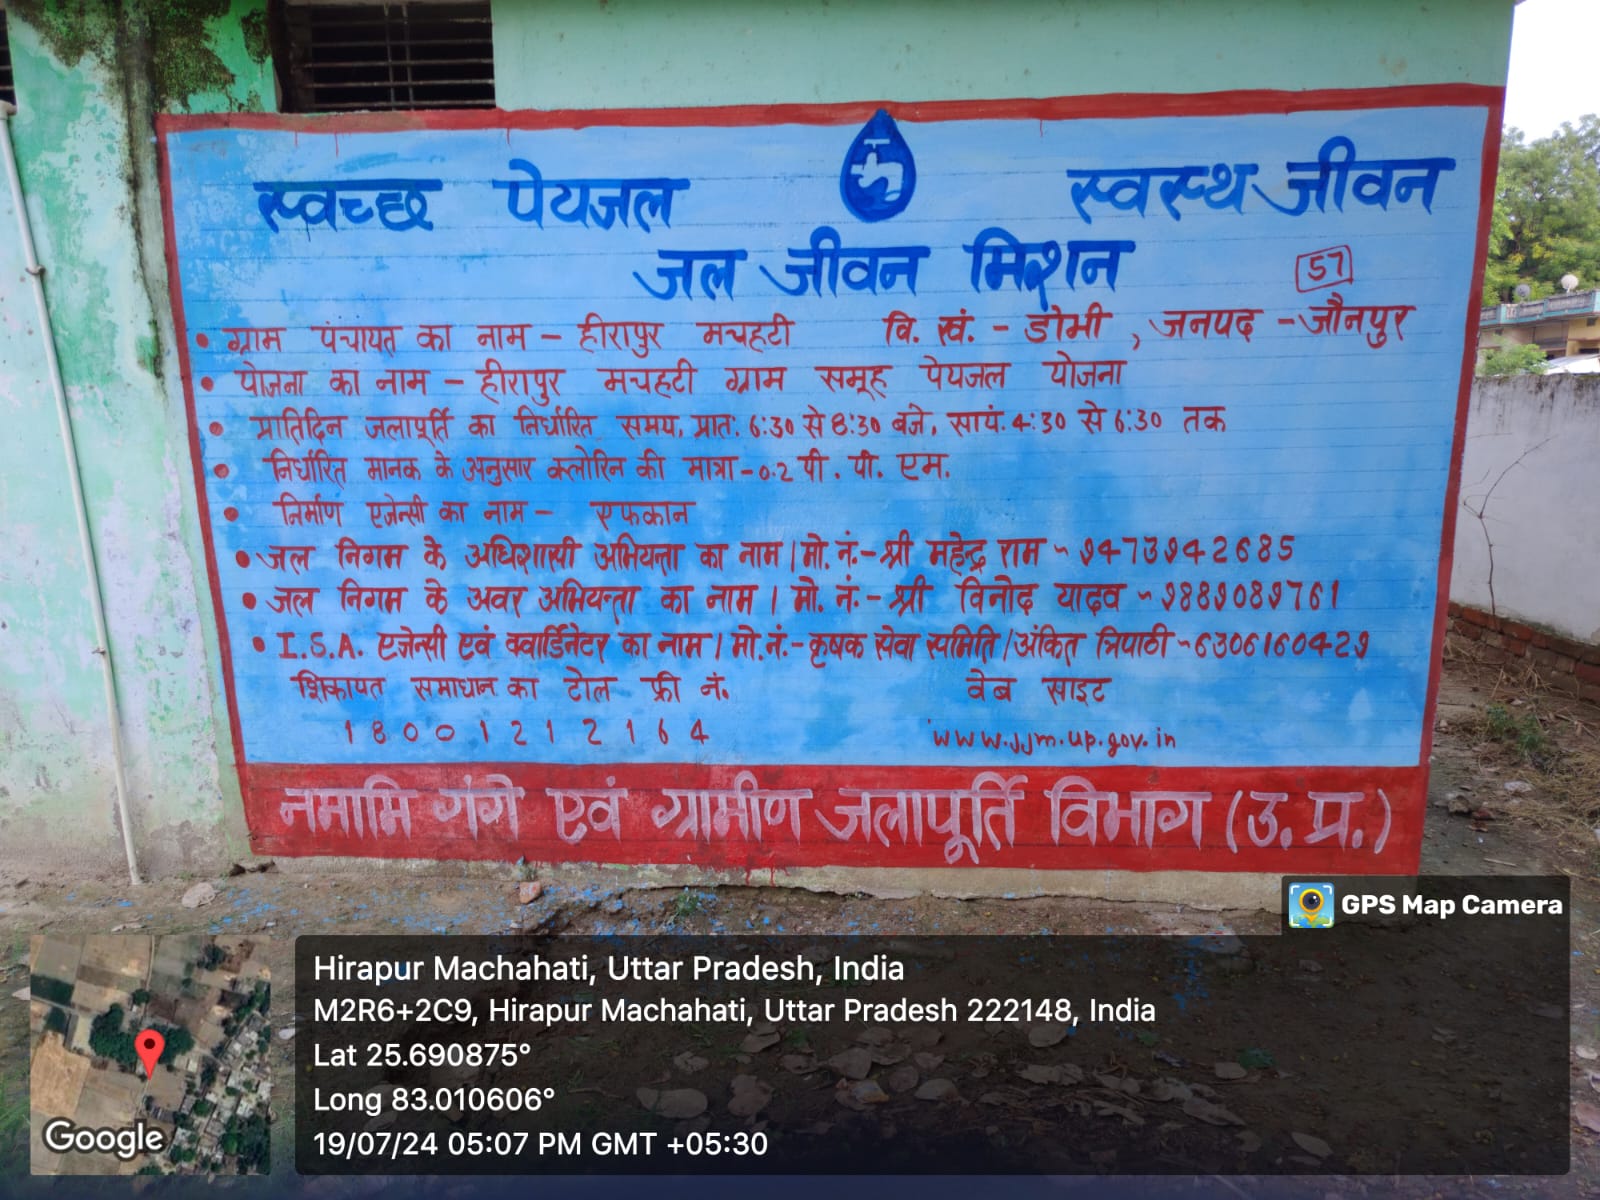 स्वच्छ पेयजल स्वस्थ जीवन
जल जीवन मिशन
57
• ग्राम पंचायत का नाम – हीरापुर मचहटी वि. खं. - डोभी , जनपद - जौनपुर
• योजना का नाम – हीरापुर मचहटी ग्राम समूह पेयजल योजना
• प्रतिदिन जलापूर्ति का निर्धारित समय, प्रात: 6:30 से 8:30 बजे, सायं. 4:30 से 6:30 तक
• निर्धारित मानक के अनुसार क्लोरिन की मात्रा - 0.2 पी. पी. एम.
• निर्माण एजेन्सी का नाम – एफकान
• जल निगम के अधिशासी अभियन्ता का नाम / मो. नं. - श्री महेन्द्र राम ~ 9473942685
• जल निगम के अवर अभियन्ता का नाम / मो. नं. - श्री विनोद यादव ~ 9889089761
• I.S.A. एजेन्सी एवं क्वार्डिनेटर का नाम / मो.नं. - कृषक सेवा समिति / अंकित त्रिपाठी ~ 6306160429
शिकायत समाधान का टोल फ्री नं. वेब साइट
18001212164 www.jjm.up.gov.in
नमामि गंगे एवं ग्रामीण जलापूर्ति विभाग (उ. प्र.)
GPS Map Camera
Hirapur Machahati, Uttar Pradesh, India
M2R6+2C9, Hirapur Machahati, Uttar Pradesh 222148, India
Lat 25.690875°
Long 83.010606°
19/07/24 05:07 PM GMT +05:30
Google